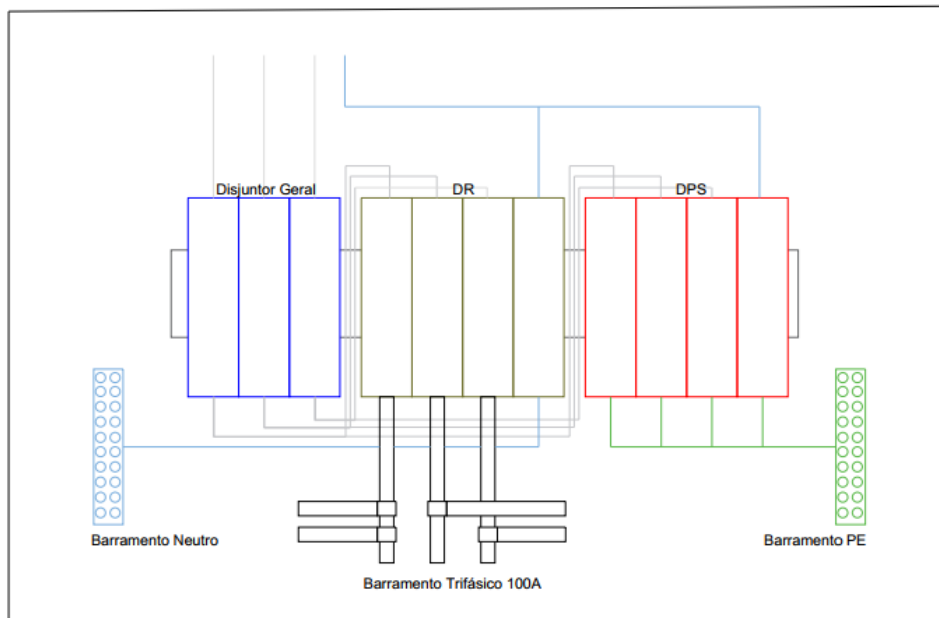 Disjuntor Geral
DR
DPS
Barramento Neutro
Barramento PE
Barramento Trifásico 100A